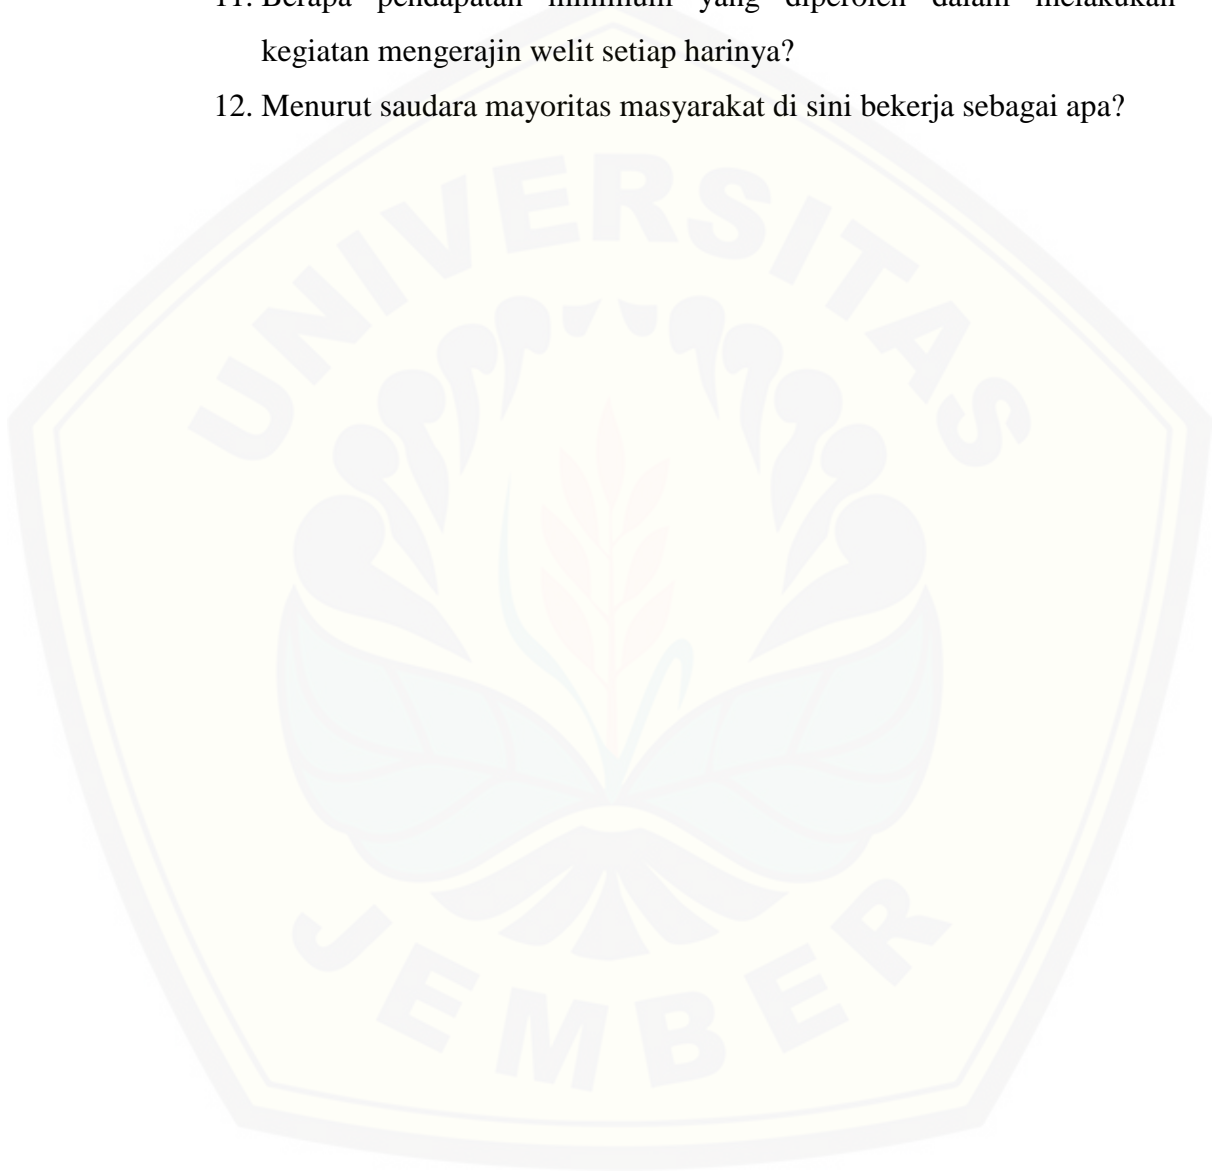 11. Berapa pendapatan minimum yang diperoleh dalam melakukan
kegiatan mengerajin welit setiap harinya?
12. Menurut saudara mayoritas masyarakat di sini bekerja sebagai apa?
UNIVERSITAS
JEMBER